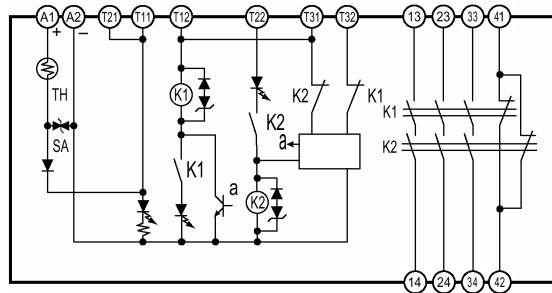 A1 A2 T21 T11 T12 T22 T31 T32 13 23 33 41
+ −
TH K1 K2 K1
SA K1 K2 a
K1
K2
a
K2
14 24 34 42